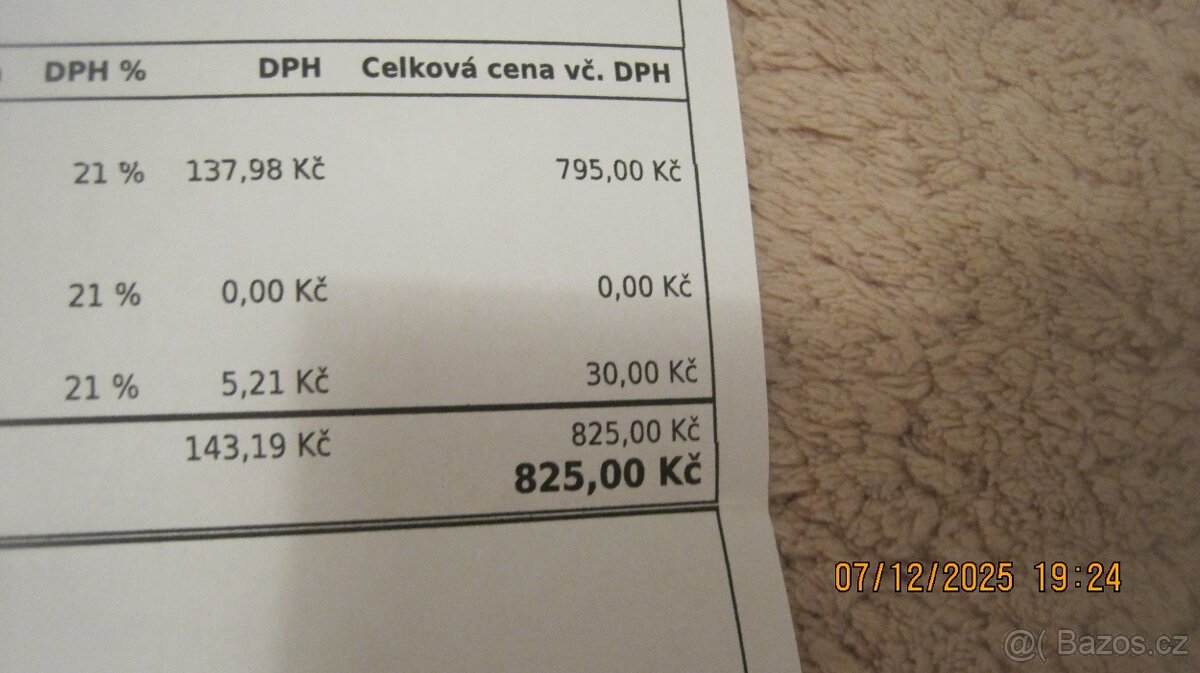 DPH % DPH Celková cena vč. DPH
21 % 137,98 Kč 795,00 Kč
21 % 0,00 Kč 0,00 Kč
21 % 5,21 Kč 30,00 Kč
143,19 Kč 825,00 Kč
825,00 Kč
07/12/2025 19:24
@( Bazos.cz